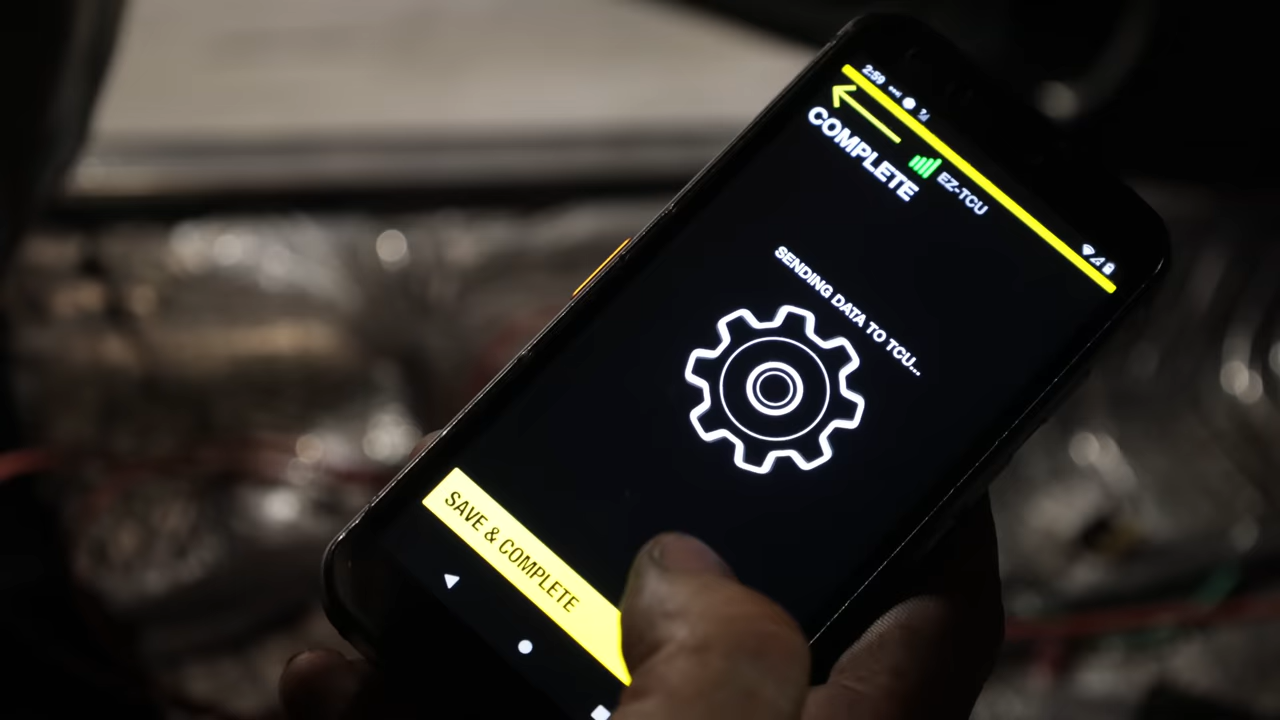 2:59
COMPLETE
EZ-TCU
SENDING DATA TO TCU...
SAVE & COMPLETE